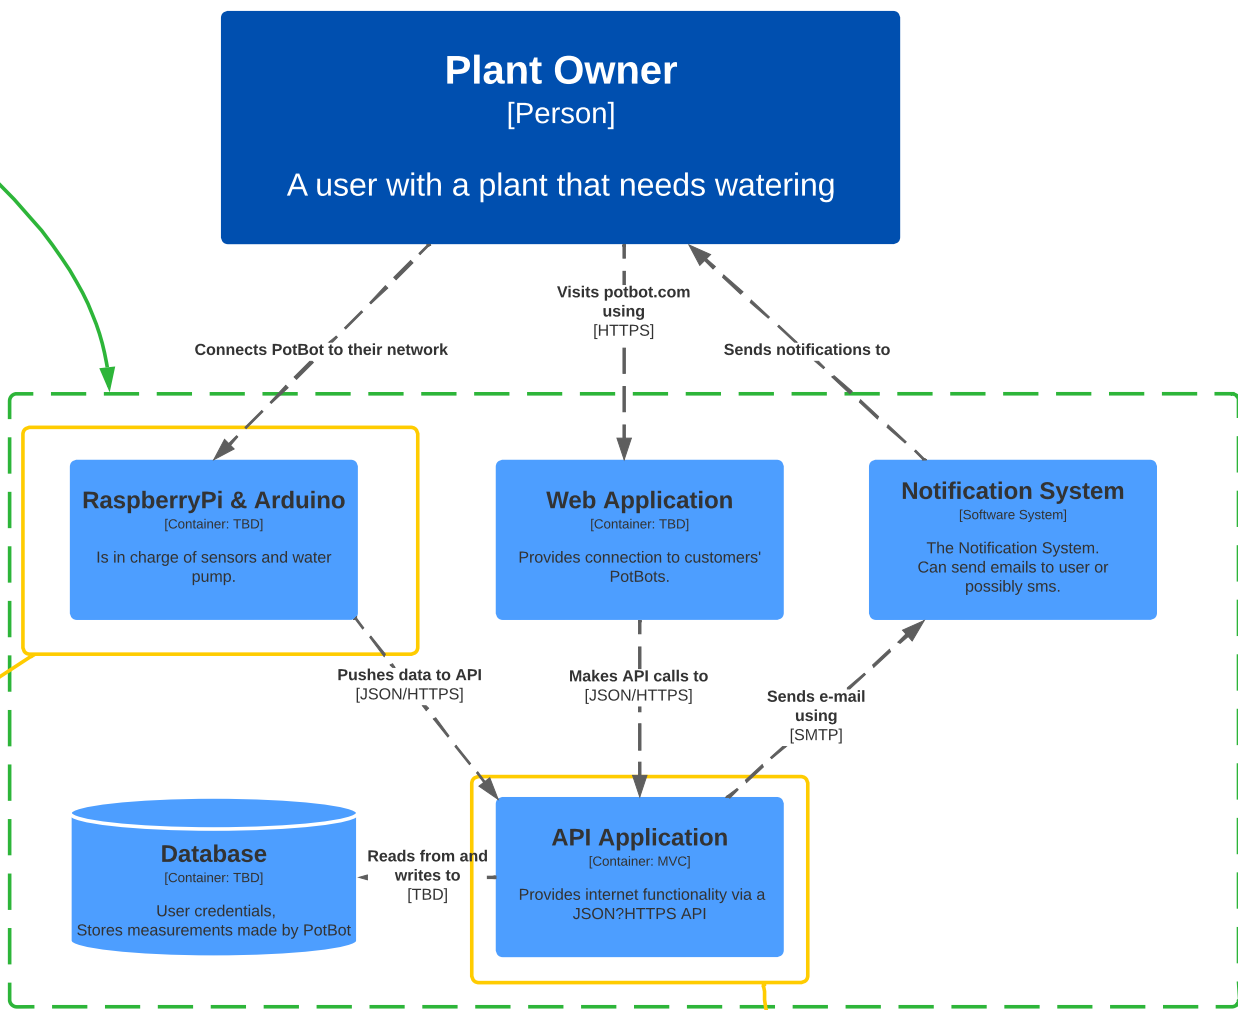 Plant Owner
[Person]
A user with a plant that needs watering
Visits potbot.com
using
[HTTPS]
Connects PotBot to their network
Sends notifications to
RaspberryPi & Arduino
[Container: TBD]
Is in charge of sensors and water
pump.
Web Application
[Container: TBD]
Provides connection to customers'
PotBots.
Notification System
[Software System]
The Notification System.
Can send emails to user or
possibly sms.
Pushes data to API
[JSON/HTTPS]
Makes API calls to
[JSON/HTTPS]
Sends e-mail
using
[SMTP]
Database
[Container: TBD]
User credentials,
Stores measurements made by PotBot
Reads from and
writes to
[TBD]
API Application
[Container: MVC]
Provides internet functionality via a
JSON?HTTPS API